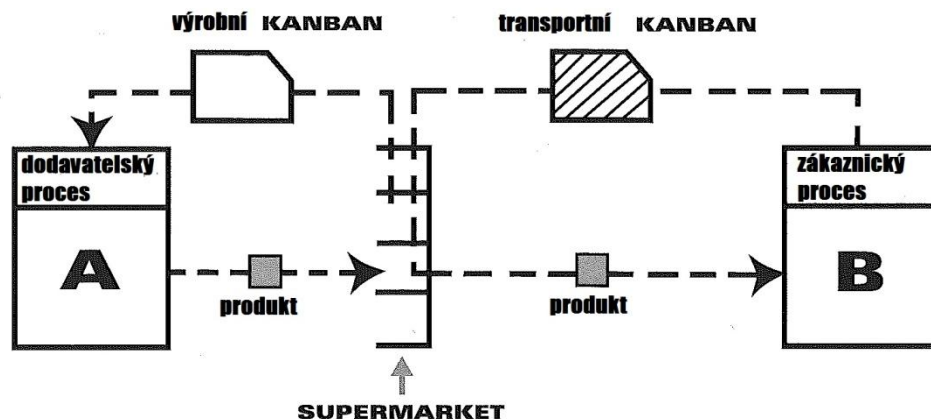 výrobní KANBAN
transportní KANBAN
dodavatelský
proces
A
zákaznický
proces
B
produkt
produkt
SUPERMARKET